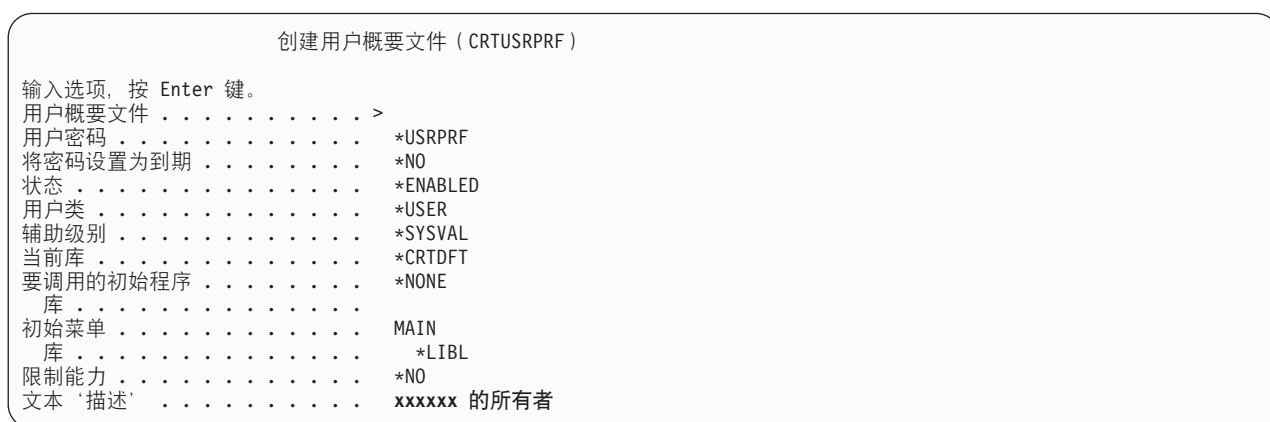 创建用户概要文件（CRTUSRPRF）
输入选项, 按 Enter 键。
用户概要文件 . . . . . . . . . . >
用户密码 . . . . . . . . . . . . *USRPRF
将密码设置为到期 . . . . . . . . *NO
状态 . . . . . . . . . . . . . . *ENABLED
用户类 . . . . . . . . . . . . . *USER
辅助级别 . . . . . . . . . . . . *SYSVAL
当前库 . . . . . . . . . . . . . *CRTDFT
要调用的初始程序 . . . . . . . . *NONE
库 . . . . . . . . . . . . . .
初始菜单 . . . . . . . . . . . . MAIN
库 . . . . . . . . . . . . . . *LIBL
限制能力 . . . . . . . . . . . . *NO
文本‘描述’ . . . . . . . . . . xxxxxx 的所有者